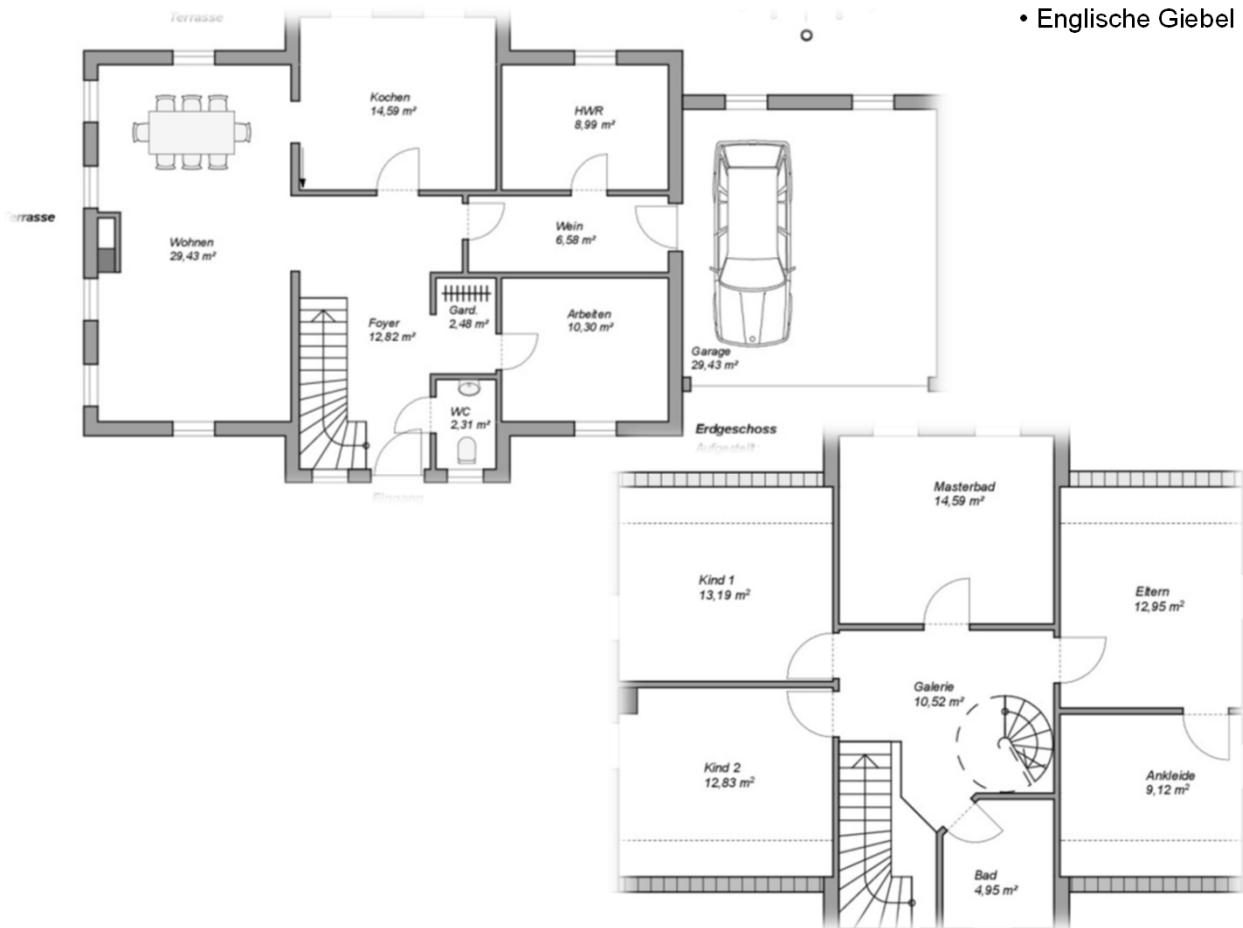 • Englische Giebel
Terrasse
Kochen
14,59 m²
HWR
8,99 m²
Terrasse
Wohnen
29,43 m²
Wein
6,58 m²
Foyer
12,82 m²
Gard.
2,48 m²
Arbeiten
10,30 m²
Garage
29,43 m²
WC
2,31 m²
Eingang
Erdgeschoss
Aufgestellt:
Masterbad
14,59 m²
Kind 1
13,19 m²
Eltern
12,95 m²
Galerie
10,52 m²
Kind 2
12,83 m²
Ankleide
9,12 m²
Bad
4,95 m²